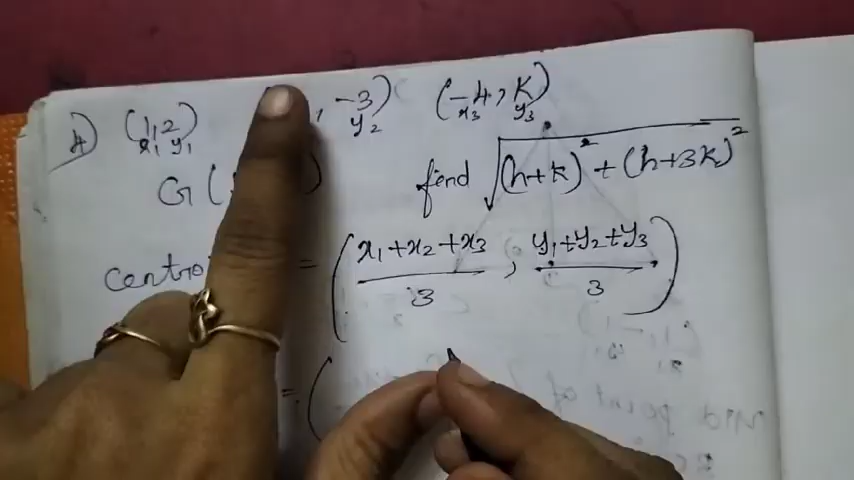 4) (1,2) , -3) (-4, K)
x₁ y₁ y₂ x₃ y₃
G ( ) find √(h+k)² + (h+3k)²
centro = (x₁+x₂+x₃/3 , y₁+y₂+y₃/3)
= (